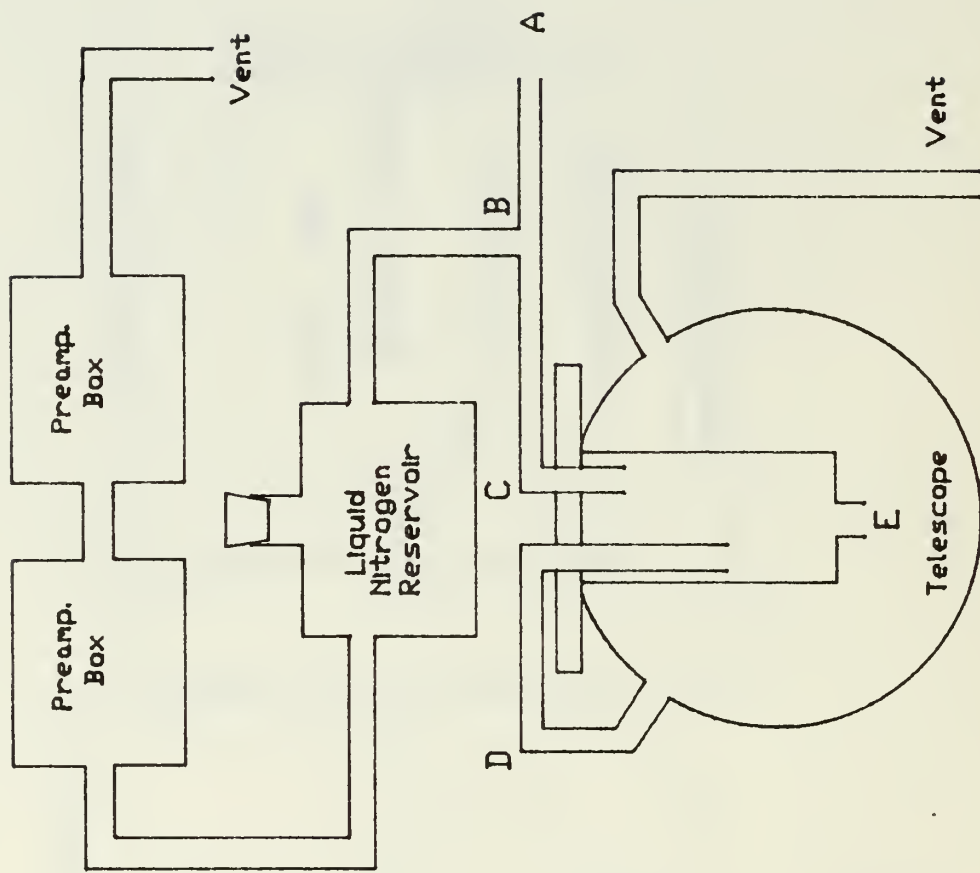 Preamp.
Box
Preamp.
Box
Vent
Liquid
Nitrogen
Reservoir
A
B
C
D
E
Telescope
Vent